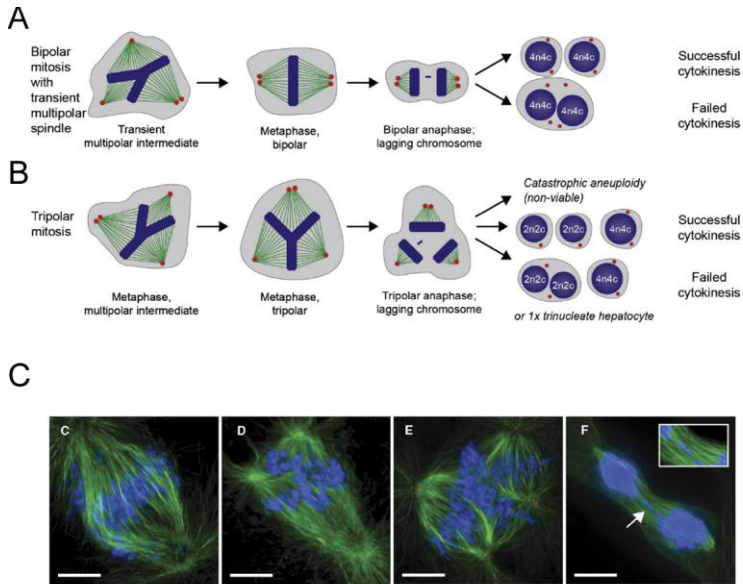 A
Bipolar
mitosis
with
transient
multipolar
spindle
Transient
multipolar intermediate
Metaphase,
bipolar
Bipolar anaphase;
lagging chromosome
4n4c
4n4c
4n4c
4n4c
Successful
cytokinesis
Failed
cytokinesis
B
Tripolar
mitosis
Metaphase,
multipolar intermediate
Metaphase,
tripolar
Tripolar anaphase;
lagging chromosome
Catastrophic aneuploidy
(non-viable)
2n2c
2n2c
4n4c
2n2c
2n2c
4n4c
or 1x trinucleate hepatocyte
Successful
cytokinesis
Failed
cytokinesis
C
C
D
E
F